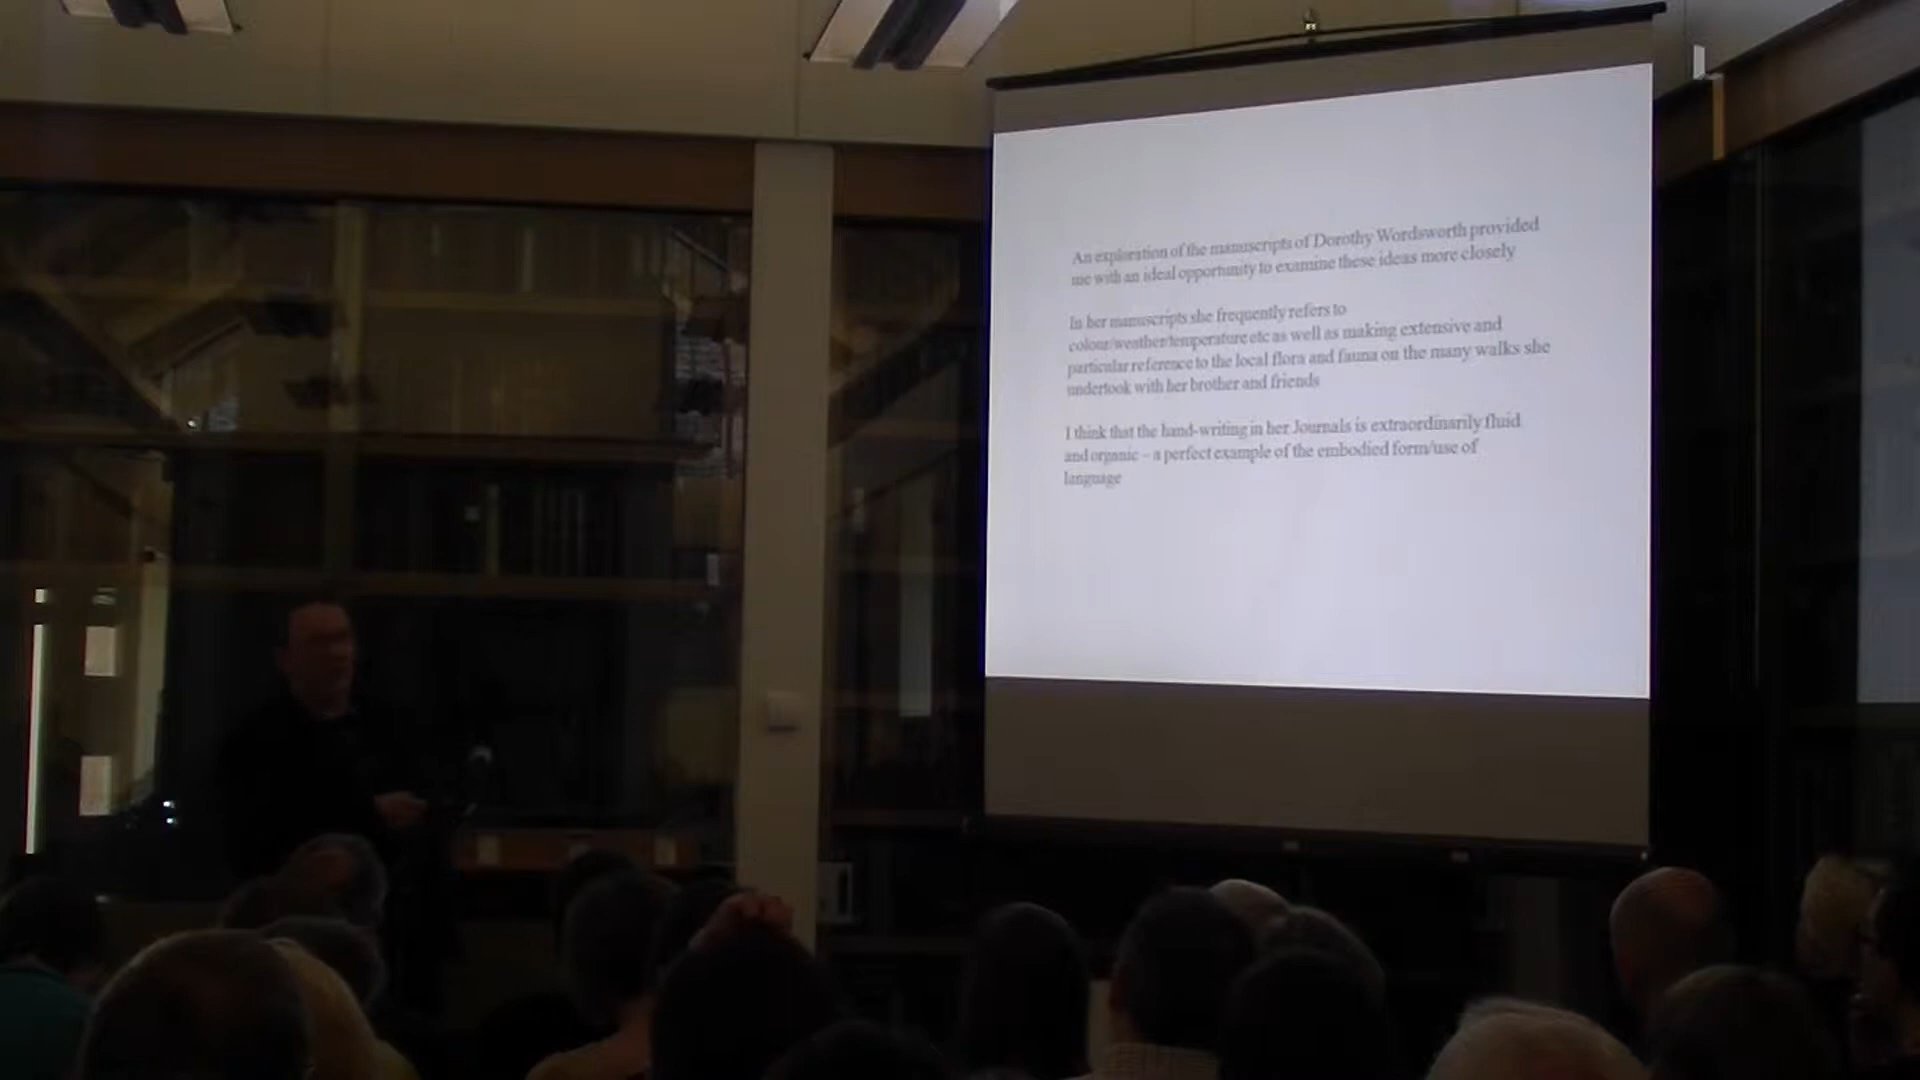 An exploration of the manuscripts of Dorothy Wordsworth provided
me with an ideal opportunity to examine these ideas more closely
In her manuscripts she frequently refers to
colour/weather/temperature etc as well as making extensive and
particular reference to the local flora and fauna on the many walks she
undertook with her brother and friends
I think that the hand-writing in her Journals is extraordinarily fluid
and organic – a perfect example of the embodied form/use of
language